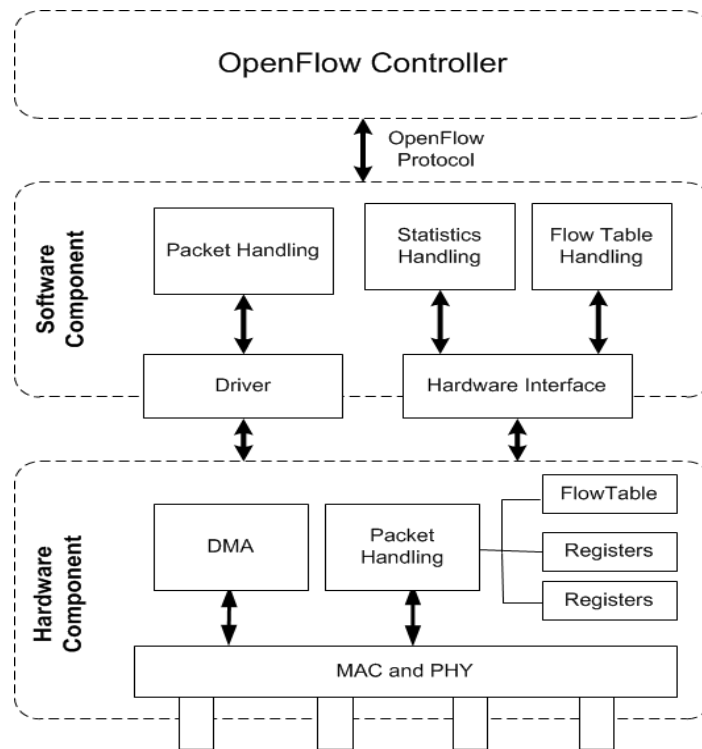 OpenFlow Controller
OpenFlow
Protocol
Software
Component
Packet Handling
Statistics
Handling
Flow Table
Handling
Driver
Hardware Interface
Hardware
Component
DMA
Packet
Handling
FlowTable
Registers
Registers
MAC and PHY